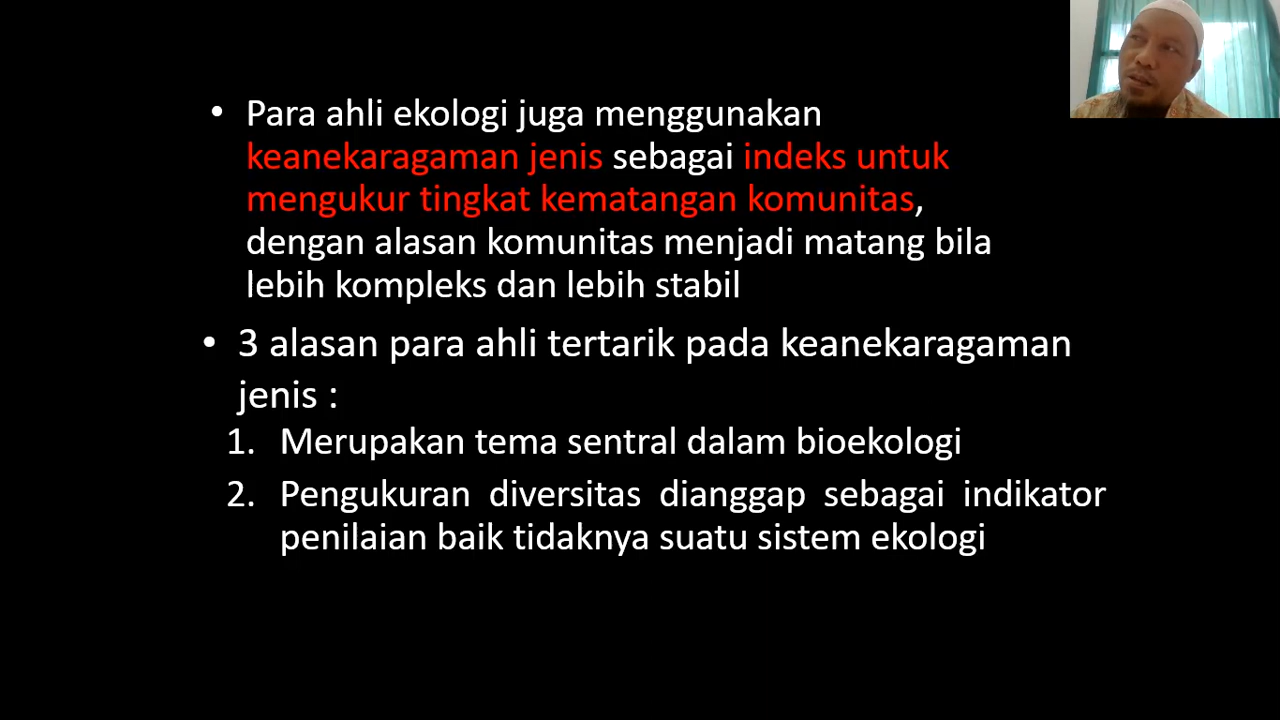 • Para ahli ekologi juga menggunakan
keanekaragaman jenis sebagai indeks untuk
mengukur tingkat kematangan komunitas,
dengan alasan komunitas menjadi matang bila
lebih kompleks dan lebih stabil
• 3 alasan para ahli tertarik pada keanekaragaman
jenis :
1. Merupakan tema sentral dalam bioekologi
2. Pengukuran diversitas dianggap sebagai indikator
penilaian baik tidaknya suatu sistem ekologi